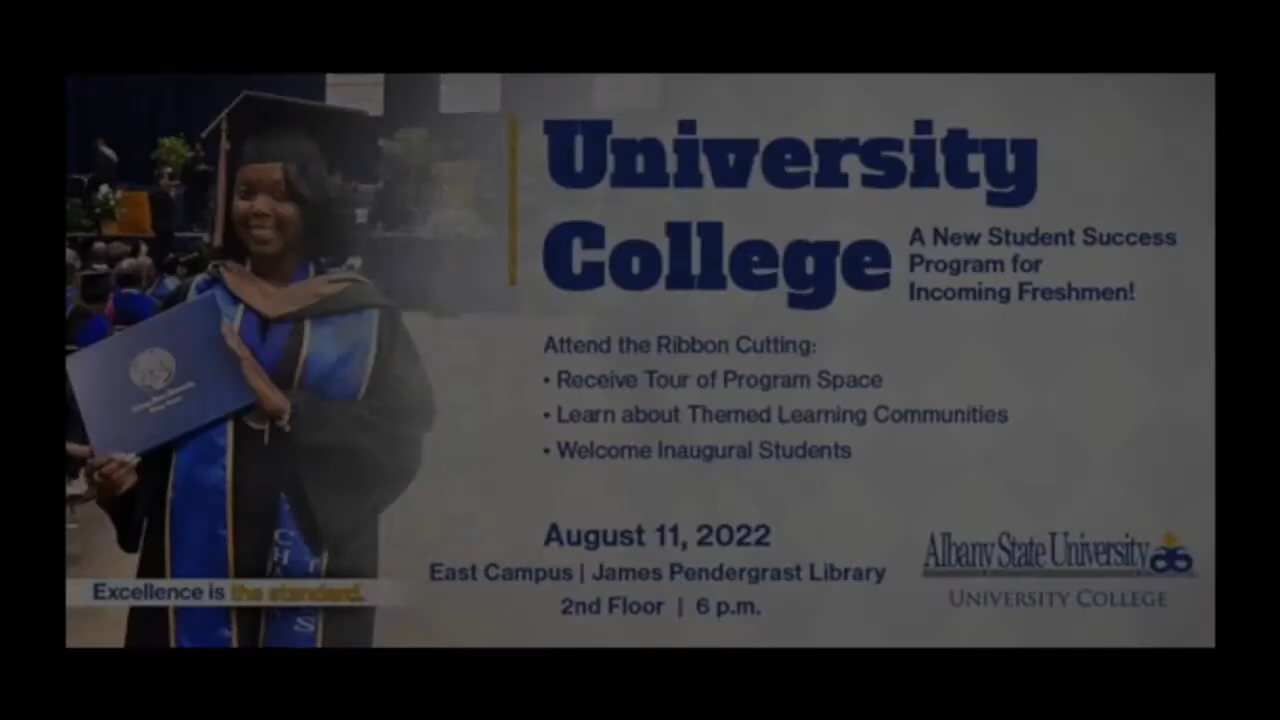 University
College
A New Student Success
Program for
Incoming Freshmen!
Attend the Ribbon Cutting:
• Receive Tour of Program Space
• Learn about Themed Learning Communities
• Welcome Inaugural Students
August 11, 2022
East Campus | James Pendergrast Library
2nd Floor | 6 p.m.
Excellence is the standard.
Albany State University
UNIVERSITY COLLEGE